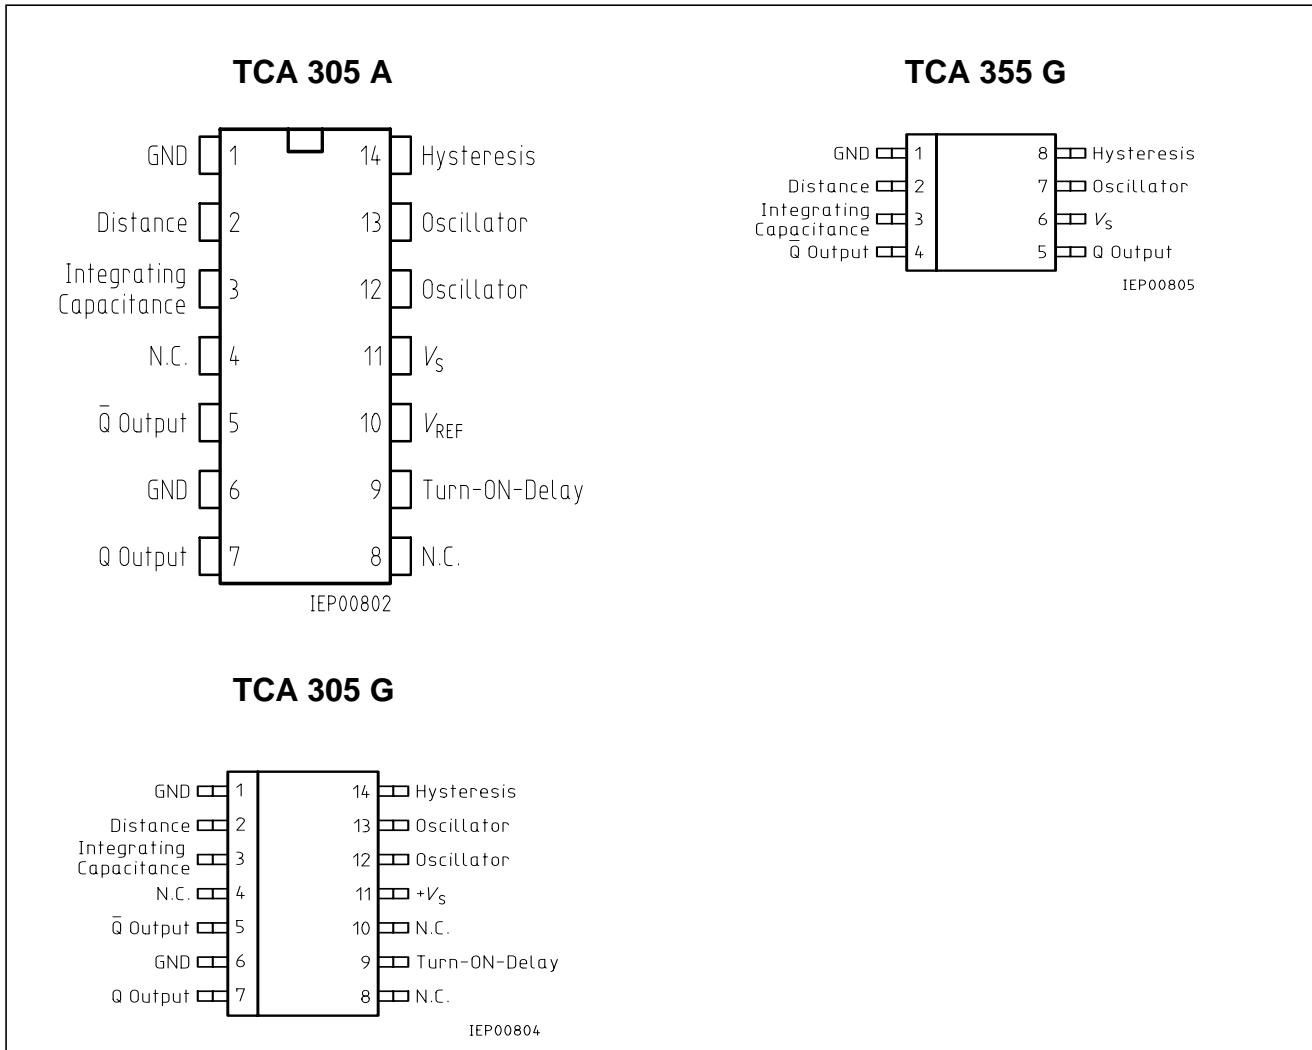 TCA 305 A
GND 1 14 Hysteresis
Distance 2 13 Oscillator
Integrating
Capacitance 3 12 Oscillator
N.C. 4 11 VS
Q̅ Output 5 10 VREF
GND 6 9 Turn-ON-Delay
Q Output 7 8 N.C.
IEP00802
TCA 355 G
GND 1 8 Hysteresis
Distance 2 7 Oscillator
Integrating
Capacitance 3 6 VS
Q̅ Output 4 5 Q Output
IEP00805
TCA 305 G
GND 1 14 Hysteresis
Distance 2 13 Oscillator
Integrating
Capacitance 3 12 Oscillator
N.C. 4 11 +VS
Q̅ Output 5 10 N.C.
GND 6 9 Turn-ON-Delay
Q Output 7 8 N.C.
IEP00804